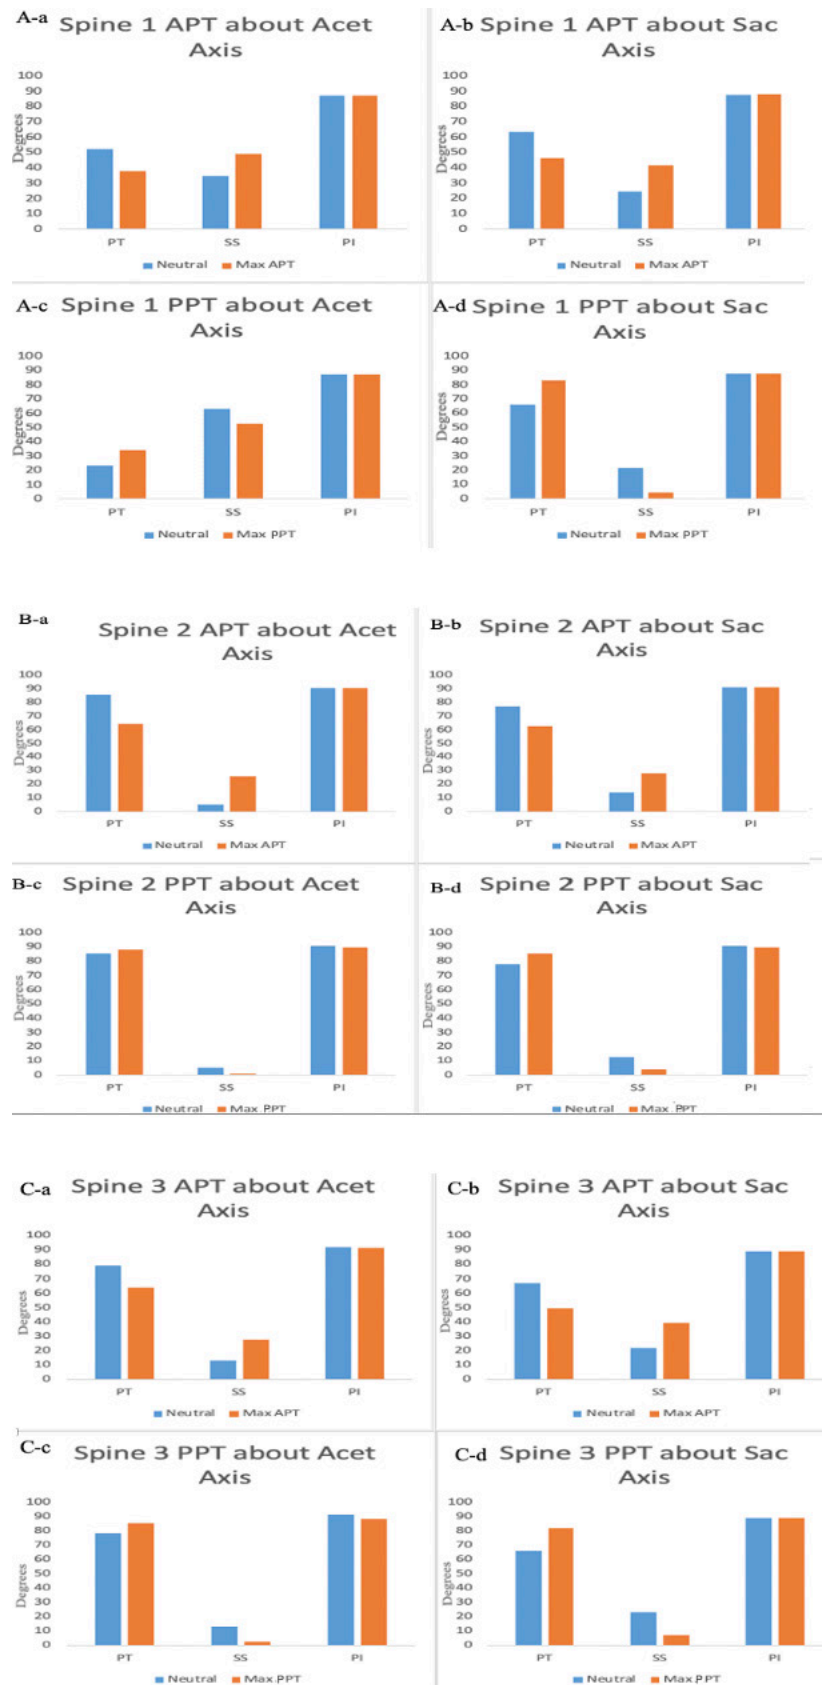 A-a Spine 1 APT about Acet
Axis
Degrees
100
90
80
70
60
50
40
30
20
10
0
PT SS PI
Neutral Max APT
A-b Spine 1 APT about Sac
Axis
Degrees
100
90
80
70
60
50
40
30
20
10
0
PT SS PI
Neutral Max APT
A-c Spine 1 PPT about Acet
Axis
Degrees
100
90
80
70
60
50
40
30
20
10
0
PT SS PI
Neutral Max PPT
A-d Spine 1 PPT about Sac
Axis
Degrees
100
90
80
70
60
50
40
30
20
10
0
PT SS PI
Neutral Max PPT
B-a Spine 2 APT about Acet
Axis
Degrees
100
90
80
70
60
50
40
30
20
10
0
PT SS PI
Neutral Max APT
B-b Spine 2 APT about Sac
Axis
Degrees
100
90
80
70
60
50
40
30
20
10
0
PT SS PI
Neutral Max APT
B-c Spine 2 PPT about Acet
Axis
Degrees
100
90
80
70
60
50
40
30
20
10
0
PT SS PI
Neutral Max PPT
B-d Spine 2 PPT about Sac
Axis
Degrees
100
90
80
70
60
50
40
30
20
10
0
PT SS PI
Neutral Max PPT
C-a Spine 3 APT about Acet
Axis
Degrees
100
90
80
70
60
50
40
30
20
10
0
PT SS PI
Neutral Max APT
C-b Spine 3 APT about Sac
Axis
Degrees
100
90
80
70
60
50
40
30
20
10
0
PT SS PI
Neutral Max APT
C-c Spine 3 PPT about Acet
Axis
Degrees
100
90
80
70
60
50
40
30
20
10
0
PT SS PI
Neutral Max PPT
C-d Spine 3 PPT about Sac
Axis
Degrees
100
90
80
70
60
50
40
30
20
10
0
PT SS PI
Neutral Max PPT